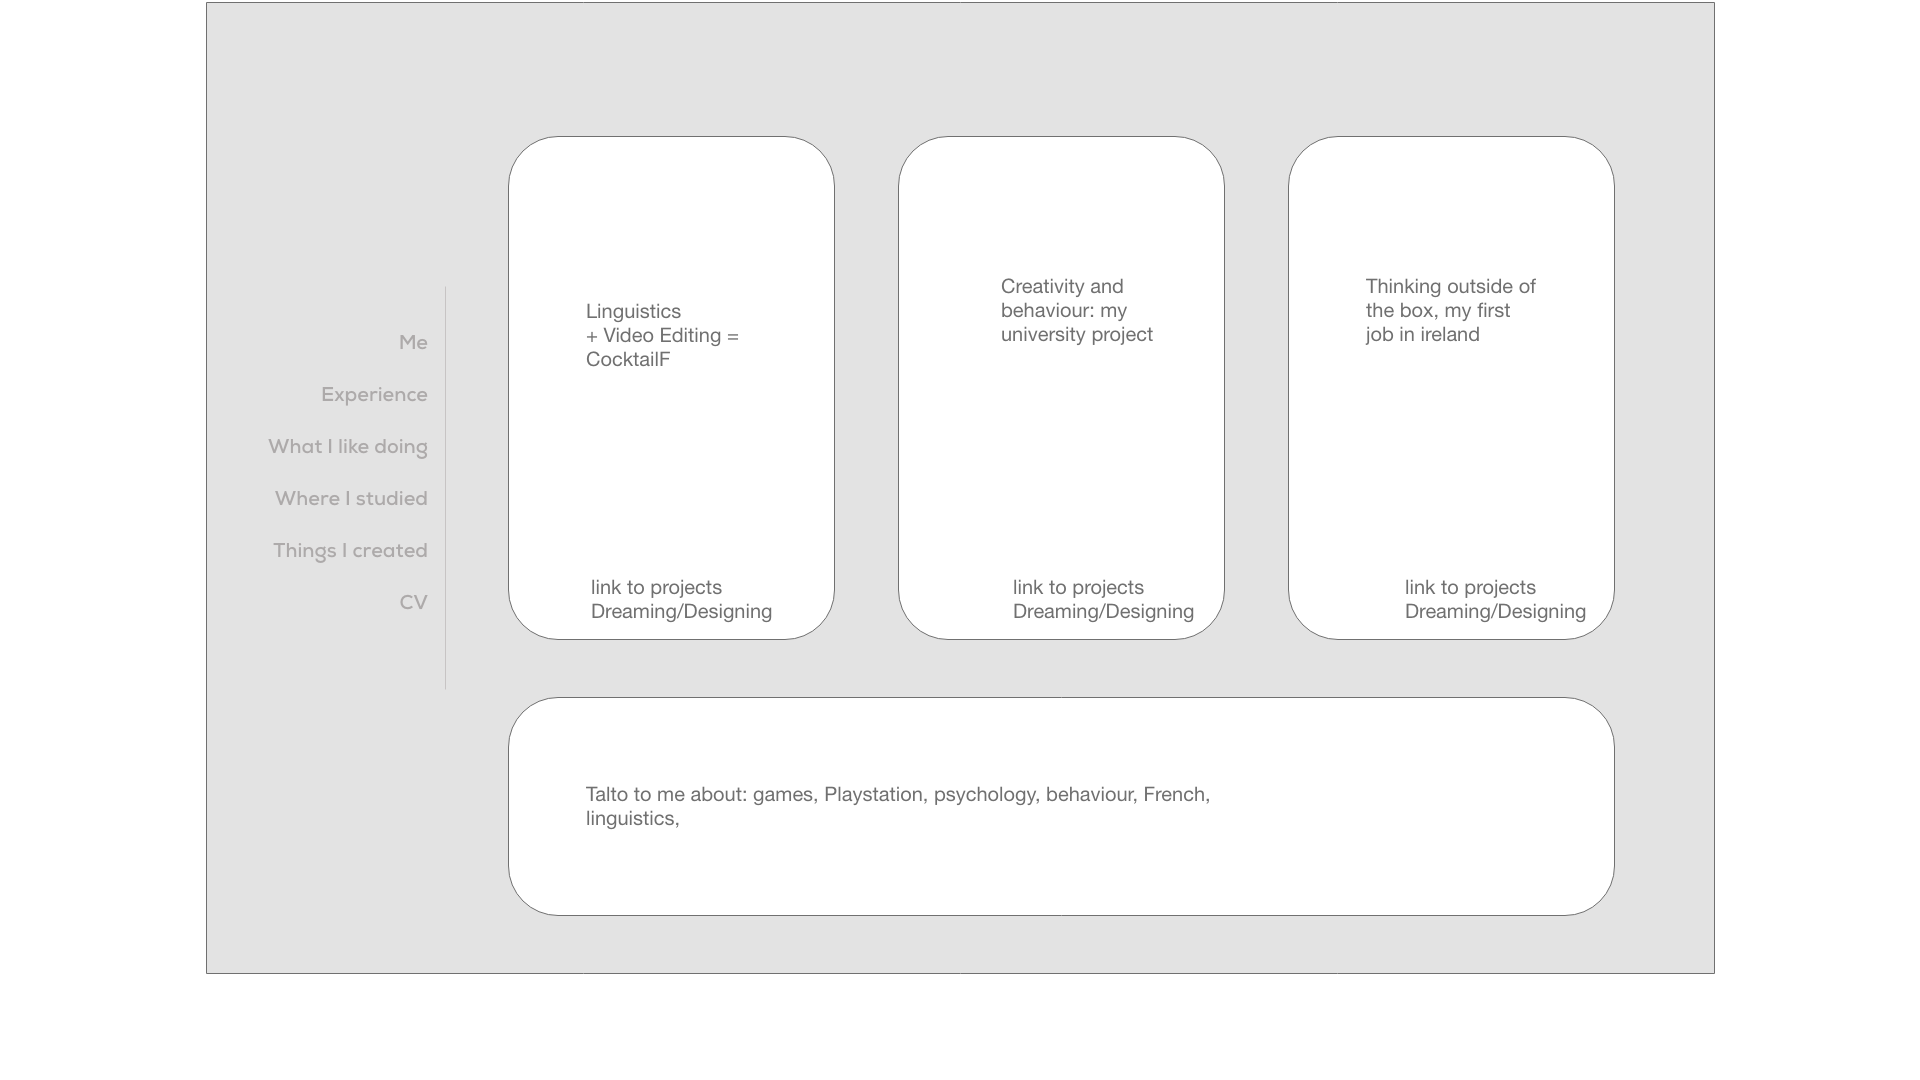 Me
Experience
What I like doing
Where I studied
Things I created
CV
Linguistics
+ Video Editing =
CocktailF
link to projects
Dreaming/Designing
Creativity and
behaviour: my
university project
link to projects
Dreaming/Designing
Thinking outside of
the box, my first
job in ireland
link to projects
Dreaming/Designing
Talto to me about: games, Playstation, psychology, behaviour, French,
linguistics,